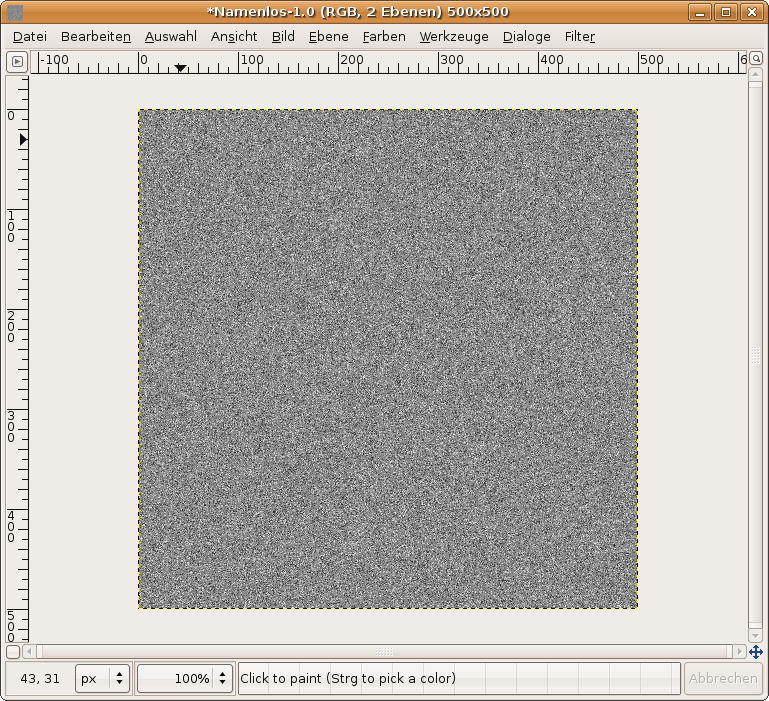 *Namenlos-1.0 (RGB, 2 Ebenen) 500x500
Datei Bearbeiten Auswahl Ansicht Bild Ebene Farben Werkzeuge Dialoge Filter
-100 0 100 200 300 400 500 6
0
100
200
300
400
500
43, 31 px 100% Click to paint (Strg to pick a color) Abbrechen